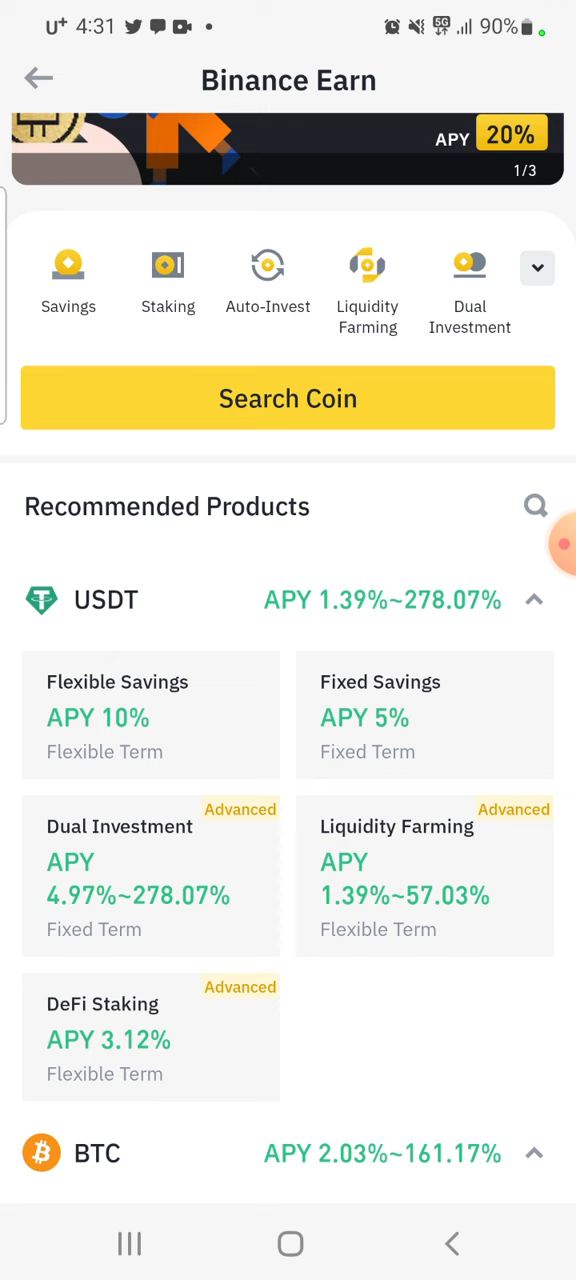 U+ 4:31 5G 90%
Binance Earn
APY 20%
1/3
Savings
Staking
Auto-Invest
Liquidity
Farming
Dual
Investment
Search Coin
Recommended Products
USDT APY 1.39%~278.07%
Flexible Savings
APY 10%
Flexible Term
Fixed Savings
APY 5%
Fixed Term
Advanced
Dual Investment
APY
4.97%~278.07%
Fixed Term
Advanced
Liquidity Farming
APY
1.39%~57.03%
Flexible Term
Advanced
DeFi Staking
APY 3.12%
Flexible Term
BTC APY 2.03%~161.17%